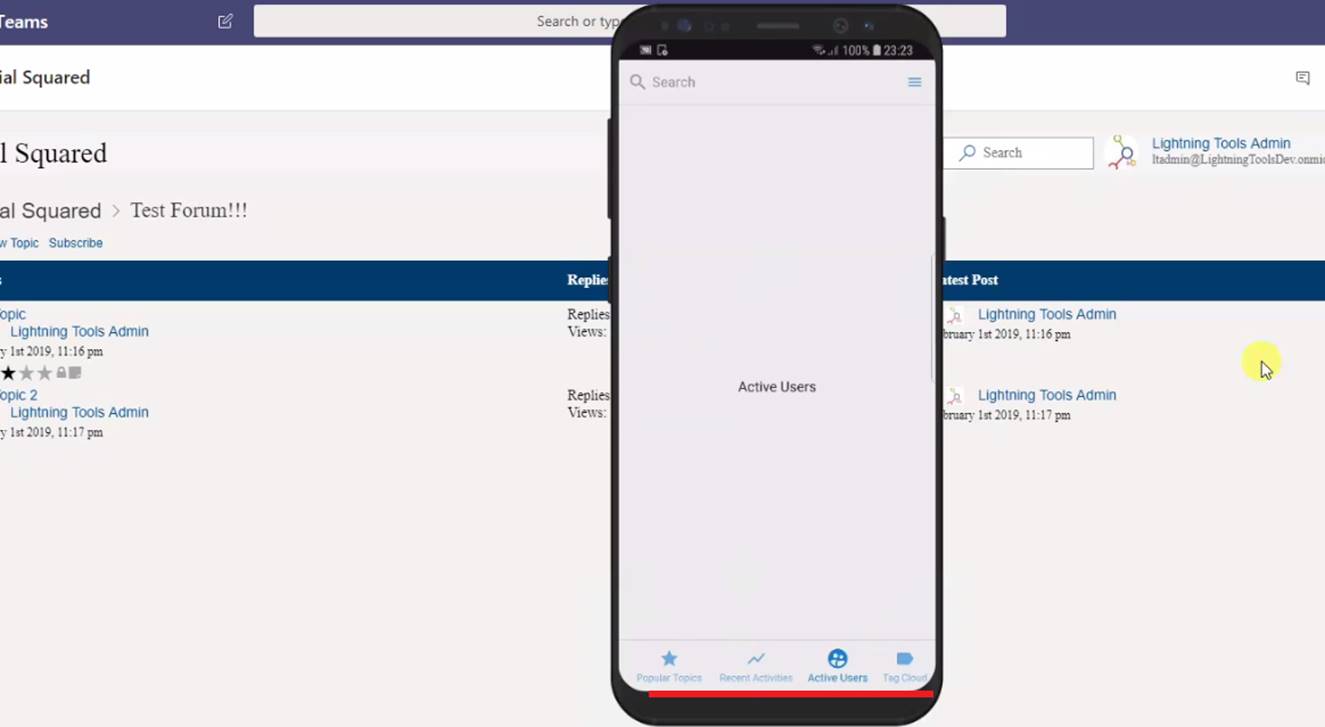 Teams
Search or typ
ial Squared
l Squared
al Squared > Test Forum!!!
w Topic Subscribe
s
Replie
atest Post
opic
Lightning Tools Admin
y 1st 2019, 11:16 pm
Replies
Views:
Lightning Tools Admin
bruary 1st 2019, 11:16 pm
opic 2
Lightning Tools Admin
y 1st 2019, 11:17 pm
Replies
Views:
Lightning Tools Admin
bruary 1st 2019, 11:17 pm
Search
Lightning Tools Admin
ltadmin@LightningToolsDev.onmic
100% 23:23
Search
Active Users
Popular Topics Recent Activities Active Users Tag Cloud